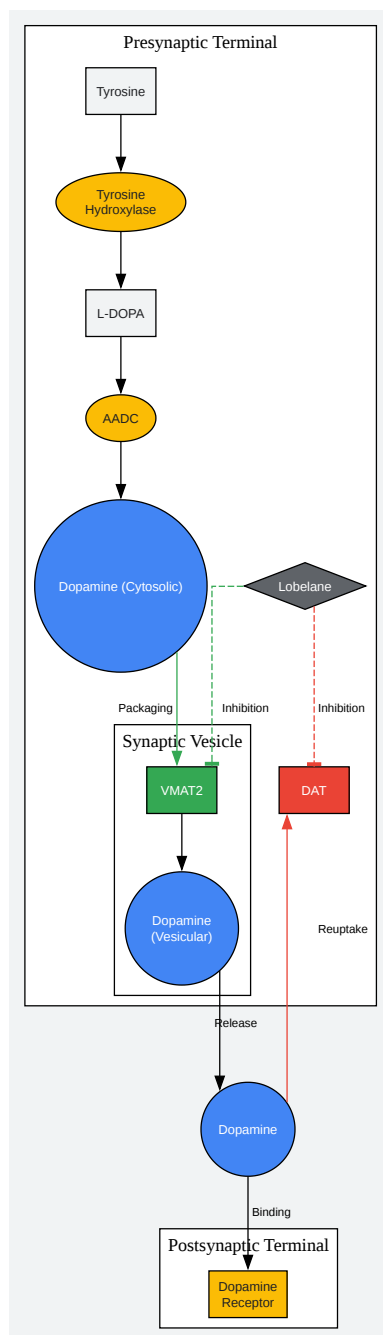 Presynaptic Terminal
Tyrosine
Tyrosine
Hydroxylase
L-DOPA
AADC
Dopamine (Cytosolic)
Lobelane
Packaging
Inhibition
Inhibition
Synaptic Vesicle
VMAT2
DAT
Dopamine
(Vesicular)
Reuptake
Release
Dopamine
Binding
Postsynaptic Terminal
Dopamine
Receptor